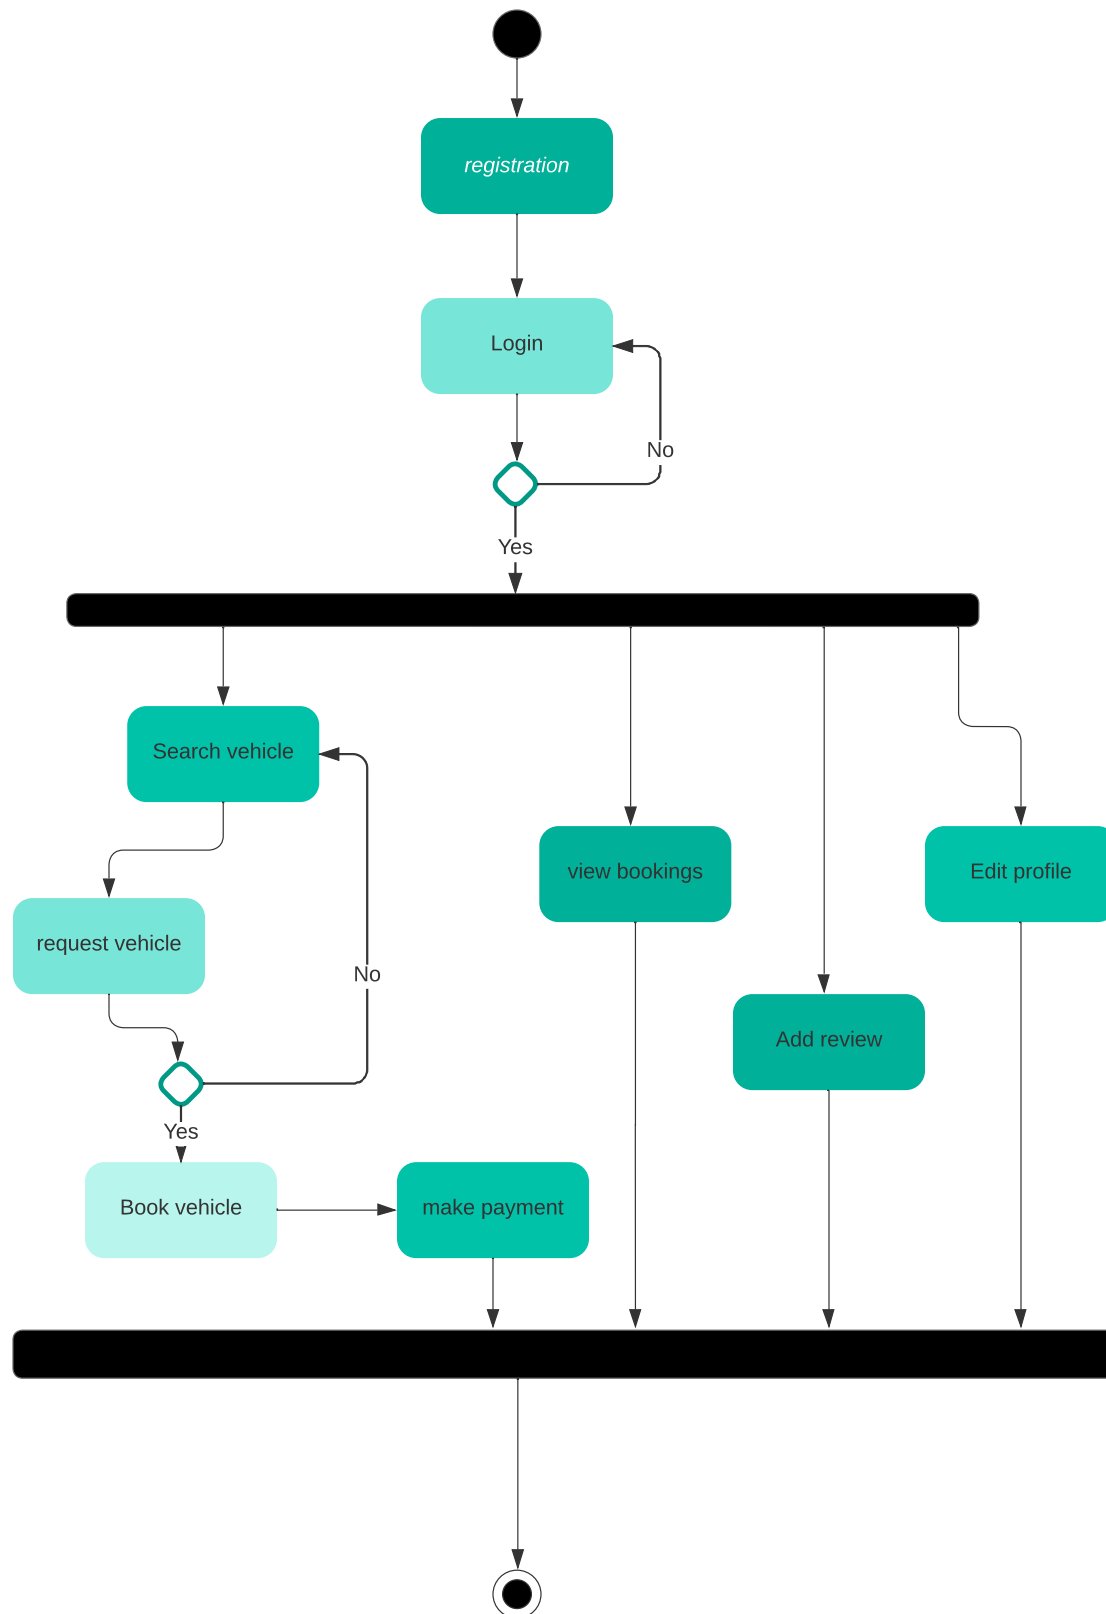 registration
Login
No
Yes
Search vehicle
view bookings
Edit profile
request vehicle
No
Add review
Yes
Book vehicle
make payment